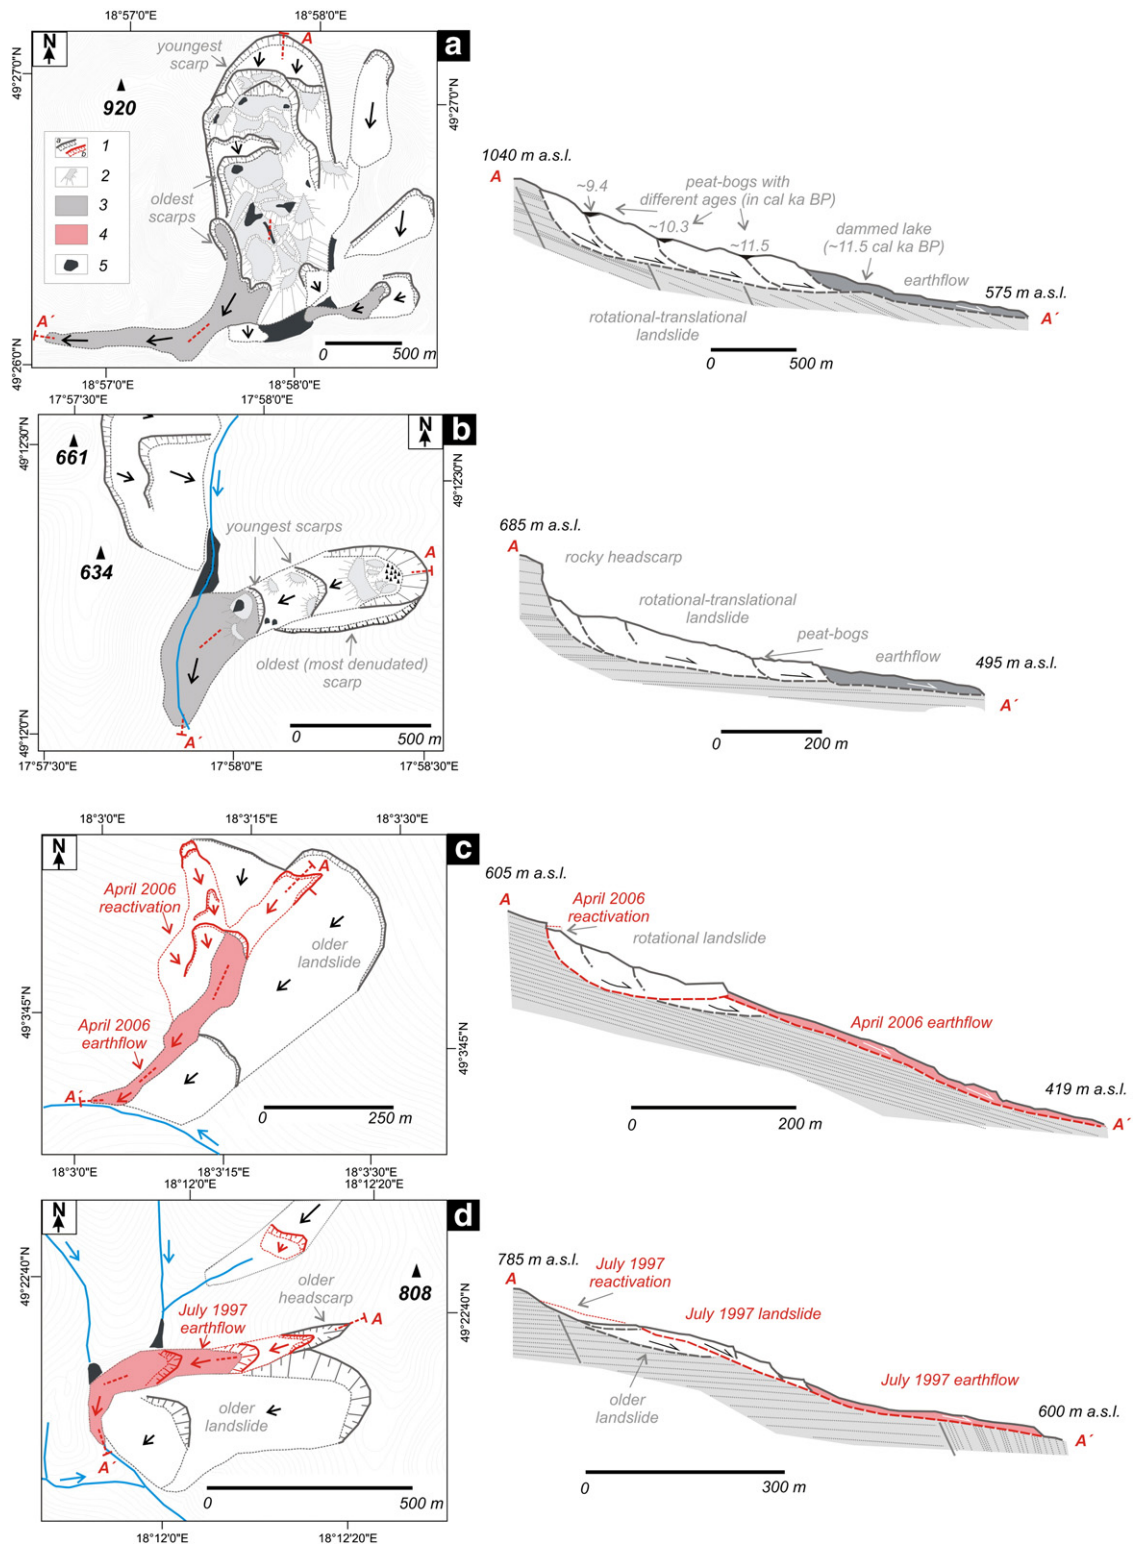 18°57'0"E
18°58'0"E
N
a
youngest
scarp
A
49°27'0"N
49°27'0"N
920
a
b
1
2
3
4
5
oldest
scarps
A´
0
500 m
49°26'0"N
18°57'0"E
18°58'0"E
1040 m a.s.l.
A
~9.4
peat-bogs with
different ages (in cal ka BP)
~10.3
~11.5
dammed lake
(~11.5 cal ka BP)
earthflow
575 m a.s.l.
A´
rotational-translational
landslide
0
500 m
17°57'30"E
17°58'0"E
b
N
49°12'30"N
49°12'30"N
661
634
youngest scarps
A
oldest (most denudated)
scarp
0
500 m
A´
49°12'0"N
17°57'30"E
17°58'0"E
17°58'30"E
685 m a.s.l.
A
rocky headscarp
rotational-translational
landslide
peat-bogs
earthflow
495 m a.s.l.
A´
0
200 m
18°3'0"E
18°3'15"E
18°3'30"E
N
c
A
April 2006
reactivation
older
landslide
49°3'45"N
49°3'45"N
April 2006
earthflow
A´
0
250 m
18°3'0"E
18°3'15"E
18°3'30"E
605 m a.s.l.
A
April 2006
reactivation
rotational landslide
April 2006 earthflow
419 m a.s.l.
A´
0
200 m
18°12'0"E
18°12'20"E
N
d
49°22'40"N
49°22'40"N
808
older
headscarp
July 1997
earthflow
A
older
landslide
A´
0
500 m
18°12'0"E
18°12'20"E
785 m a.s.l.
A
July 1997
reactivation
July 1997 landslide
July 1997 earthflow
older
landslide
600 m a.s.l.
A´
0
300 m